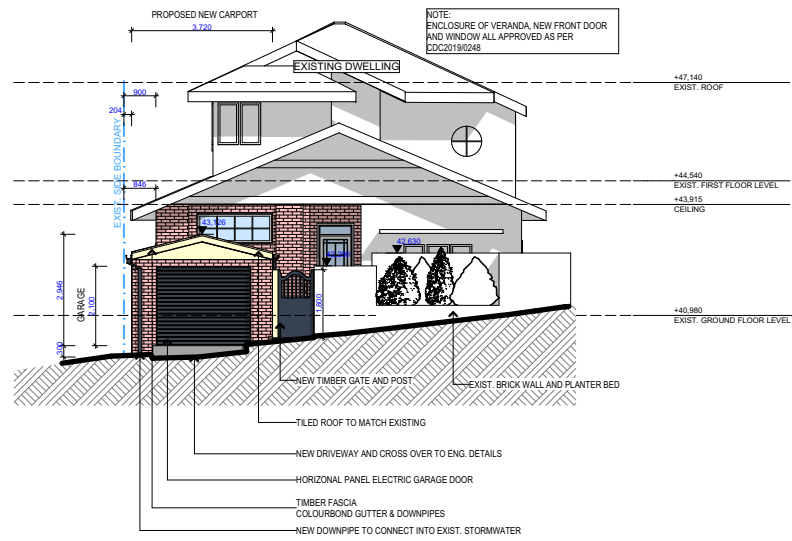 PROPOSED NEW CARPORT
3,720
NOTE:
ENCLOSURE OF VERANDA, NEW FRONT DOOR
AND WINDOW ALL APPROVED AS PER
CDC2019/0248
EXISTING DWELLING
+47,140
EXIST. ROOF
900
204
EXIST. SIDE BOUNDARY
+44,540
EXIST. FIRST FLOOR LEVEL
846
+43,915
CEILING
43,126
42,630
2,946
GARAGE
2,100
1,800
300
+40,980
EXIST. GROUND FLOOR LEVEL
NEW TIMBER GATE AND POST
EXIST. BRICK WALL AND PLANTER BED
TILED ROOF TO MATCH EXISTING
NEW DRIVEWAY AND CROSS OVER TO ENG. DETAILS
HORIZONAL PANEL ELECTRIC GARAGE DOOR
TIMBER FASCIA
COLOURBOND GUTTER & DOWNPIPES
NEW DOWNPIPE TO CONNECT INTO EXIST. STORMWATER